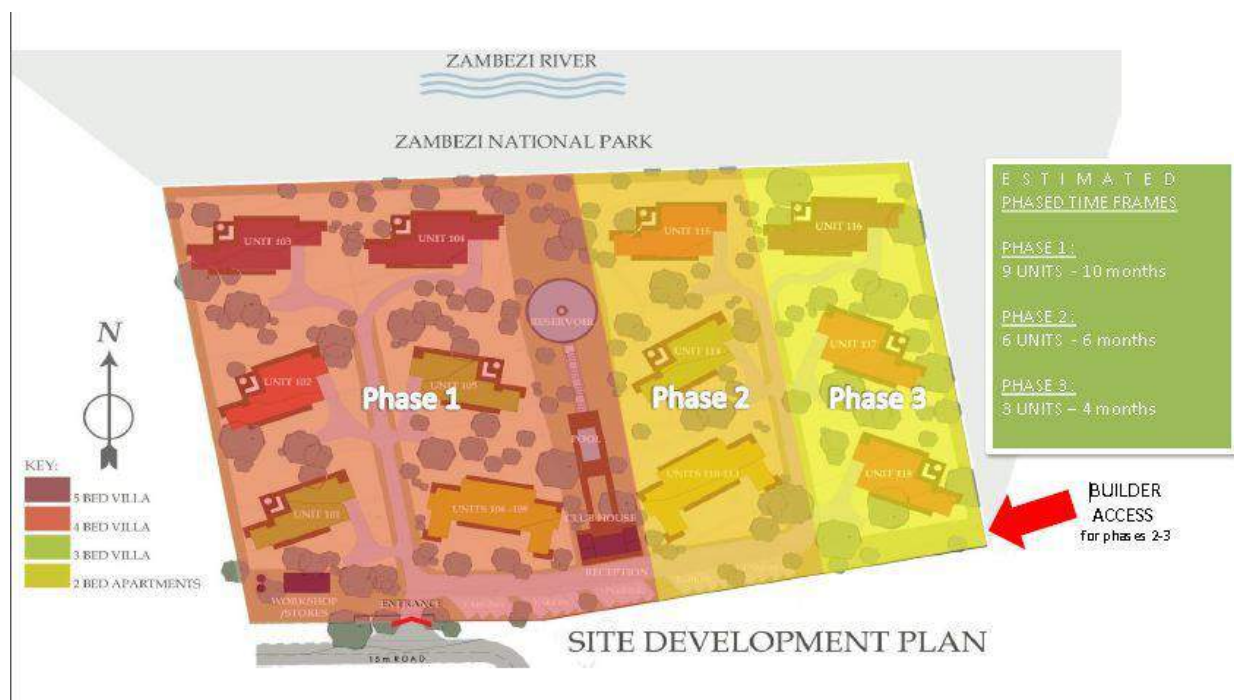 ZAMBEZI RIVER
ZAMBEZI NATIONAL PARK
ESTIMATED
PHASED TIME FRAMES
PHASE 1 :
9 UNITS - 10 months
PHASE 2 :
6 UNITS - 6 months
PHASE 3 :
3 UNITS – 4 months
UNIT 103
UNIT 104
UNIT 115
UNIT 116
RESERVOIR
N
UNIT 102
UNIT 105
UNIT 114
UNIT 117
Phase 1
Phase 2
Phase 3
POOL
KEY:
5 BED VILLA
4 BED VILLA
3 BED VILLA
2 BED APARTMENTS
UNIT 101
UNITS 106 -109
UNITS 110-113
UNIT 118
CLUB HOUSE
RECEPTION
BUILDER
ACCESS
for phases 2-3
WORKSHOP
/STORES
ENTRANCE
15m ROAD
SITE DEVELOPMENT PLAN